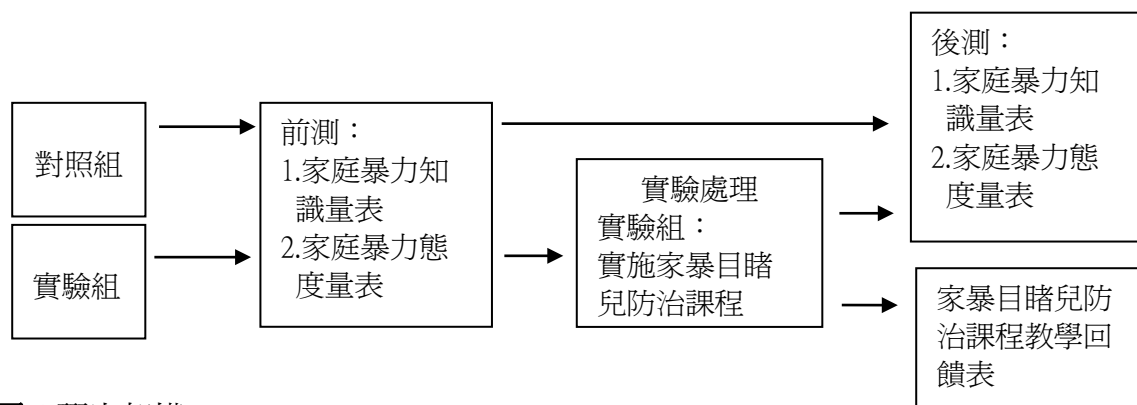 對照組
實驗組
前測：
1.家庭暴力知
識量表
2.家庭暴力態
度量表
實驗處理
實驗組：
實施家暴目睹
兒防治課程
後測：
1.家庭暴力知
識量表
2.家庭暴力態
度量表
家暴目睹兒防
治課程教學回
饋表